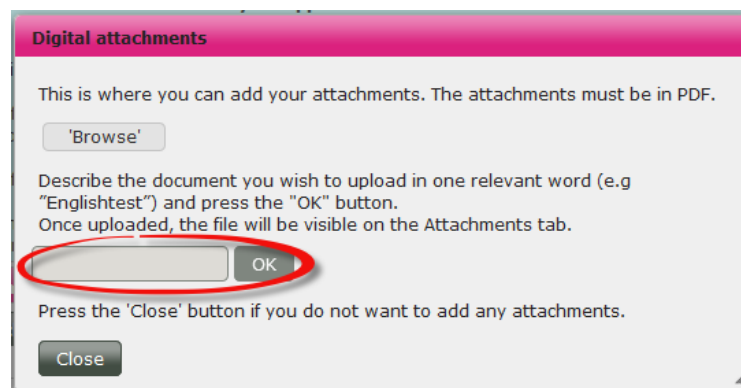 Digital attachments
This is where you can add your attachments. The attachments must be in PDF.
'Browse'
Describe the document you wish to upload in one relevant word (e.g
”Englishtest”) and press the "OK" button.
Once uploaded, the file will be visible on the Attachments tab.
OK
Press the 'Close' button if you do not want to add any attachments.
Close